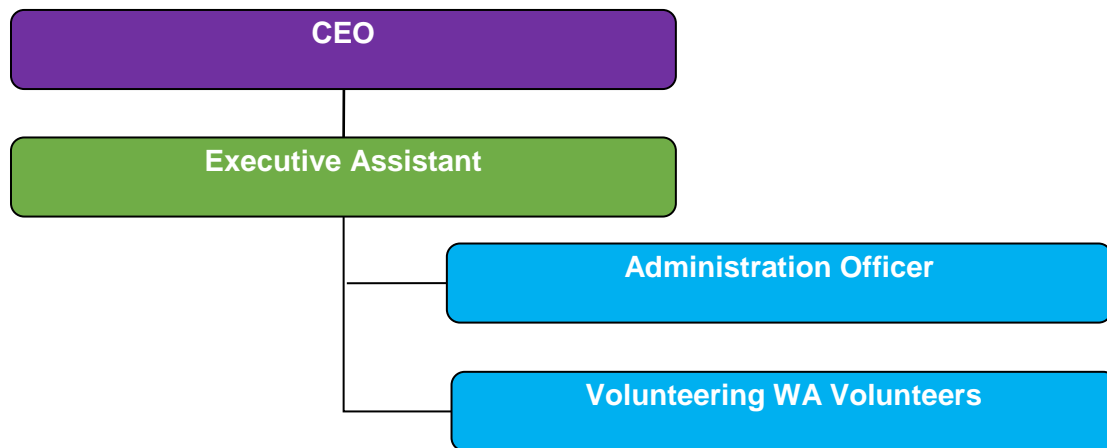 CEO
Executive Assistant
Administration Officer
Volunteering WA Volunteers